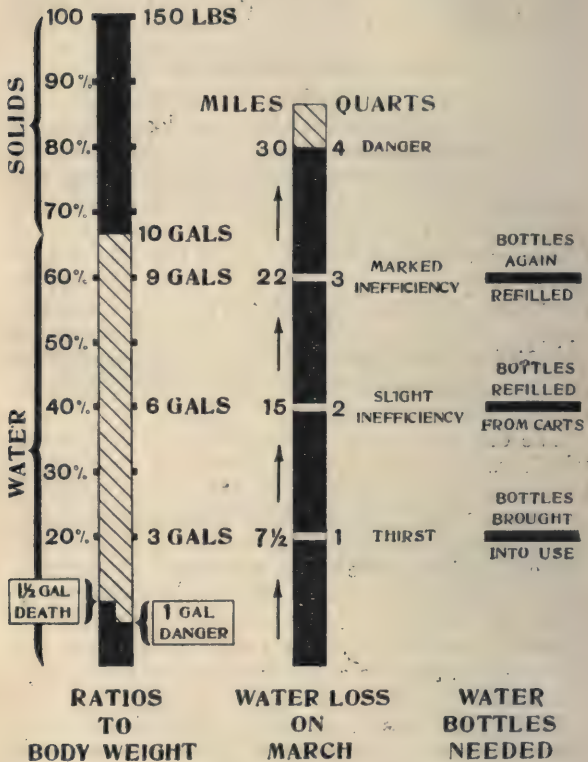 100 150 LBS
90%
MILES QUARTS
80% 30 4 DANGER
SOLIDS
70%
10 GALS
BOTTLES
AGAIN
60% 9 GALS 22 3 MARKED
INEFFICIENCY
REFILLED
50%
BOTTLES
REFILLED
40% 6 GALS 15 2 SLIGHT
INEFFICIENCY
FROM CARTS
WATER
30%
BOTTLES
BROUGHT
20% 3 GALS 7½ 1 THIRST
INTO USE
1½ GAL
DEATH
1 GAL
DANGER
RATIOS
TO
BODY WEIGHT
WATER LOSS
ON
MARCH
WATER
BOTTLES
NEEDED